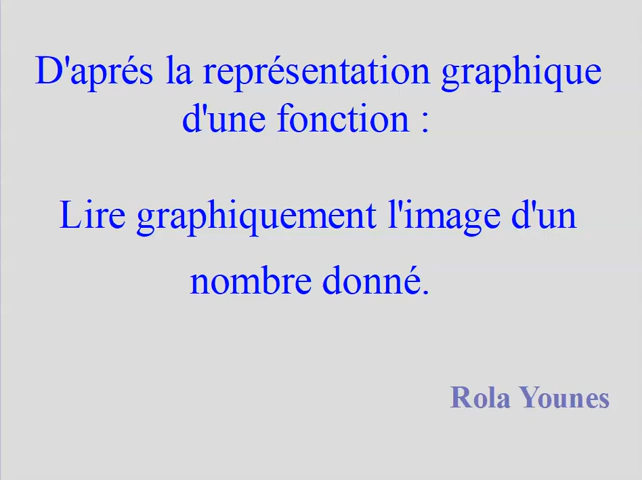 D'aprés la représentation graphique
d'une fonction :
Lire graphiquement l'image d'un
nombre donné.
Rola Younes